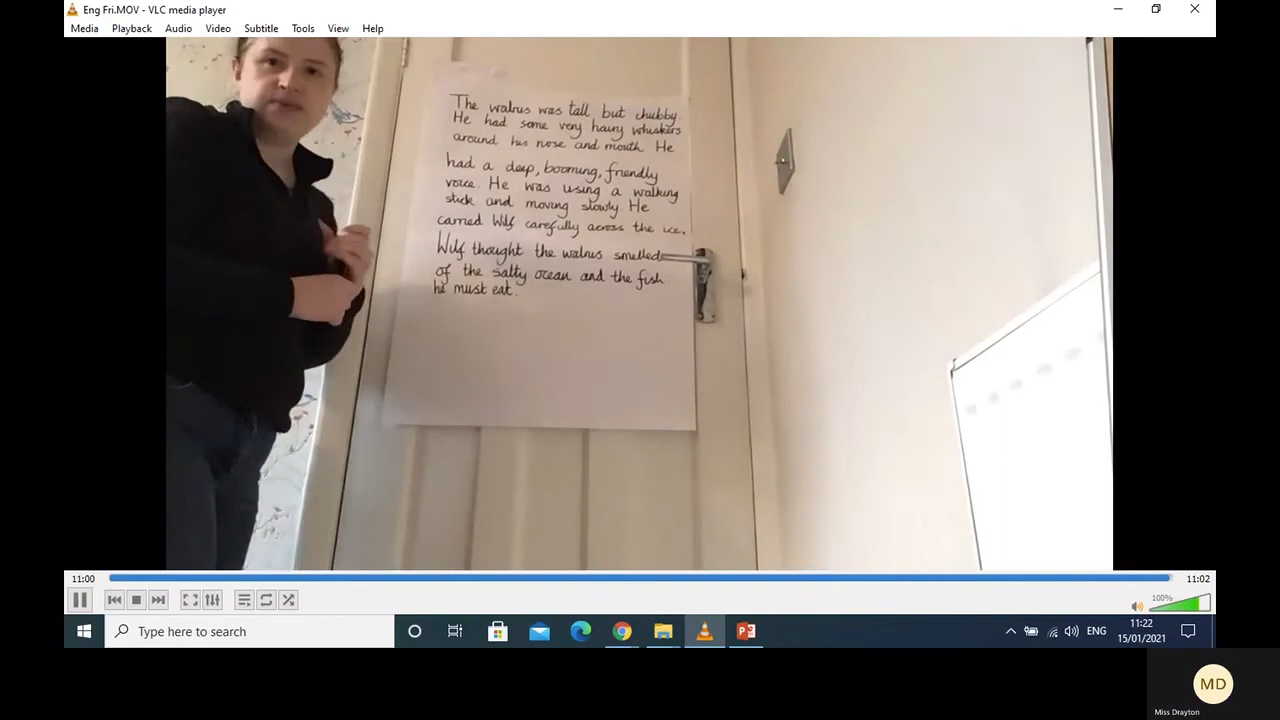 Eng Fri.MOV - VLC media player
Media Playback Audio Video Subtitle Tools View Help
The walrus was tall but chubby.
He had some very hairy whiskers
around his nose and mouth. He
had a deep, booming, friendly
voice. He was using a walking
stick and moving slowly. He
carried Wilf carefully across the ice.
Wilf thought the walrus smelled
of the salty ocean and the fish
he must eat.
11:00
11:02
100%
Type here to search
ENG
11:22
15/01/2021
MD
Miss Drayton